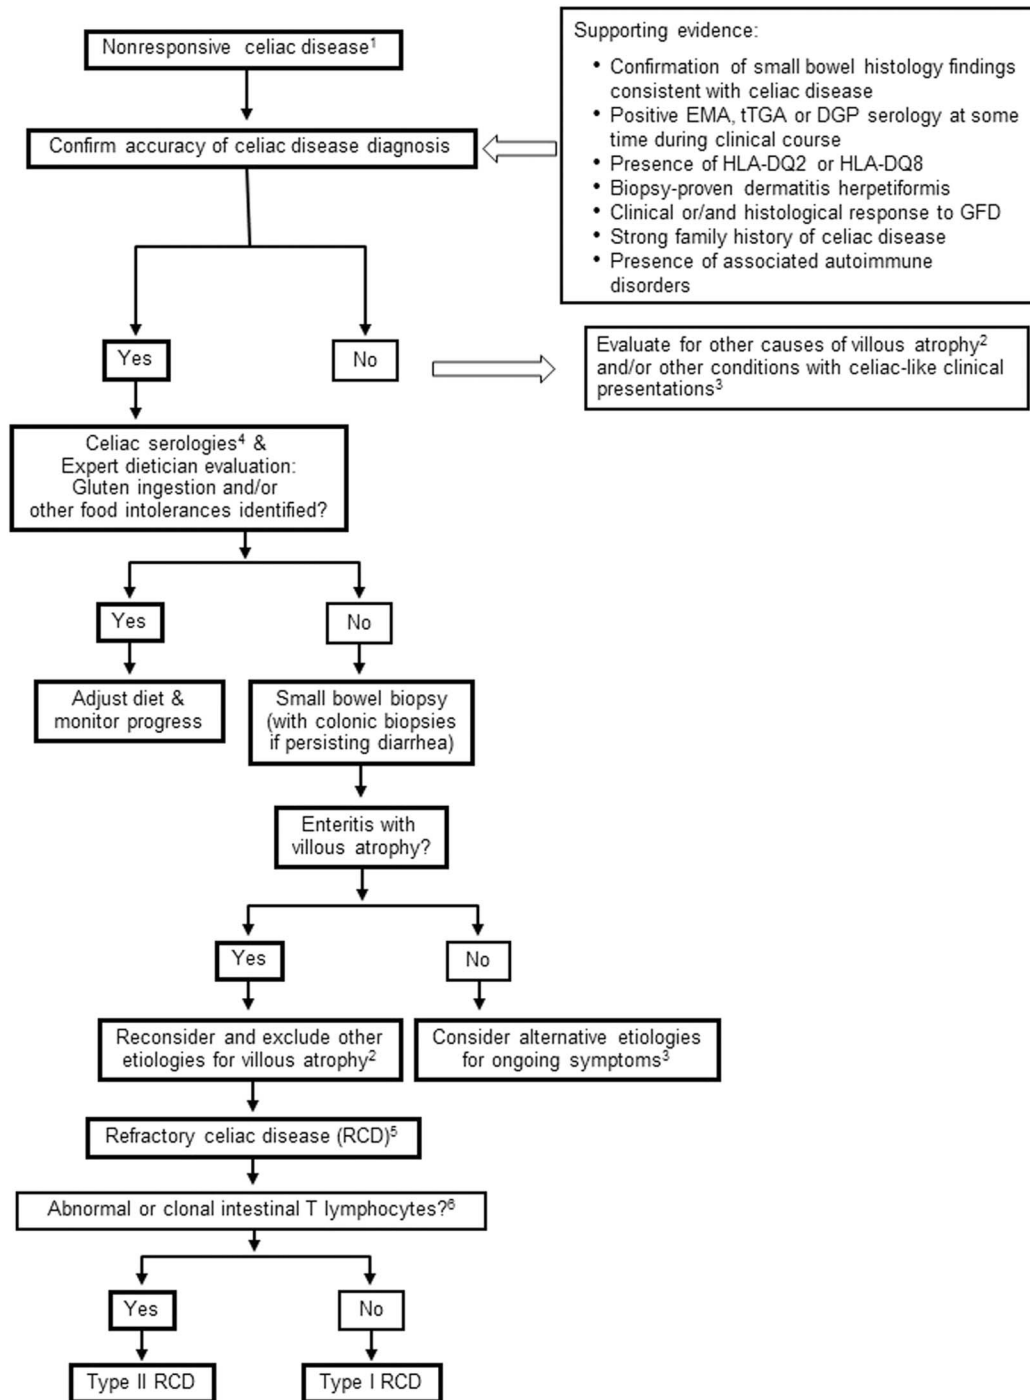 Nonresponsive celiac disease¹
Confirm accuracy of celiac disease diagnosis
Supporting evidence:
• Confirmation of small bowel histology findings
consistent with celiac disease
• Positive EMA, tTGA or DGP serology at some
time during clinical course
• Presence of HLA-DQ2 or HLA-DQ8
• Biopsy-proven dermatitis herpetiformis
• Clinical or/and histological response to GFD
• Strong family history of celiac disease
• Presence of associated autoimmune
disorders
Yes
No
Evaluate for other causes of villous atrophy²
and/or other conditions with celiac-like clinical
presentations³
Celiac serologies⁴ &
Expert dietician evaluation:
Gluten ingestion and/or
other food intolerances identified?
Yes
No
Adjust diet &
monitor progress
Small bowel biopsy
(with colonic biopsies
if persisting diarrhea)
Enteritis with
villous atrophy?
Yes
No
Reconsider and exclude other
etiologies for villous atrophy²
Consider alternative etiologies
for ongoing symptoms³
Refractory celiac disease (RCD)⁵
Abnormal or clonal intestinal T lymphocytes?⁶
Yes
No
Type II RCD
Type I RCD